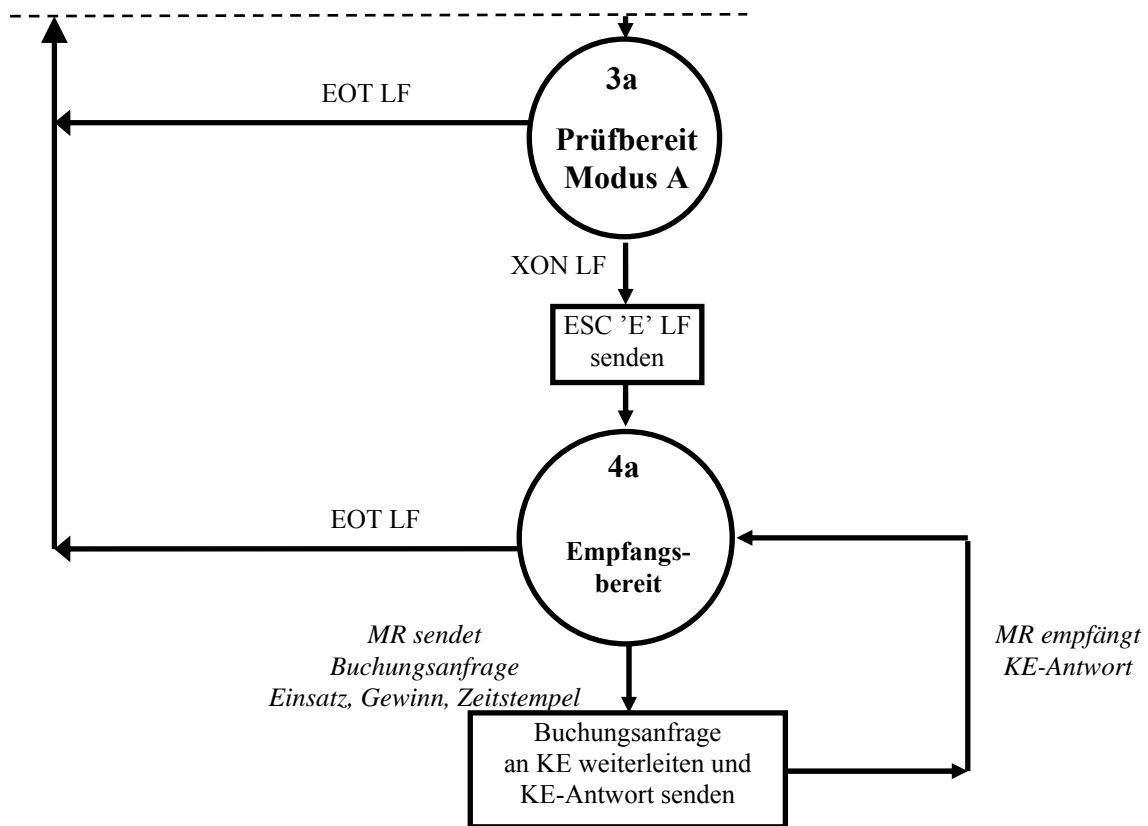 3a
EOT LF
Prüfbereit
Modus A
XON LF
ESC ’E’ LF
senden
4a
EOT LF
Empfangs-
bereit
MR sendet
Buchungsanfrage
Einsatz, Gewinn, Zeitstempel
MR empfängt
KE-Antwort
Buchungsanfrage
an KE weiterleiten und
KE-Antwort senden